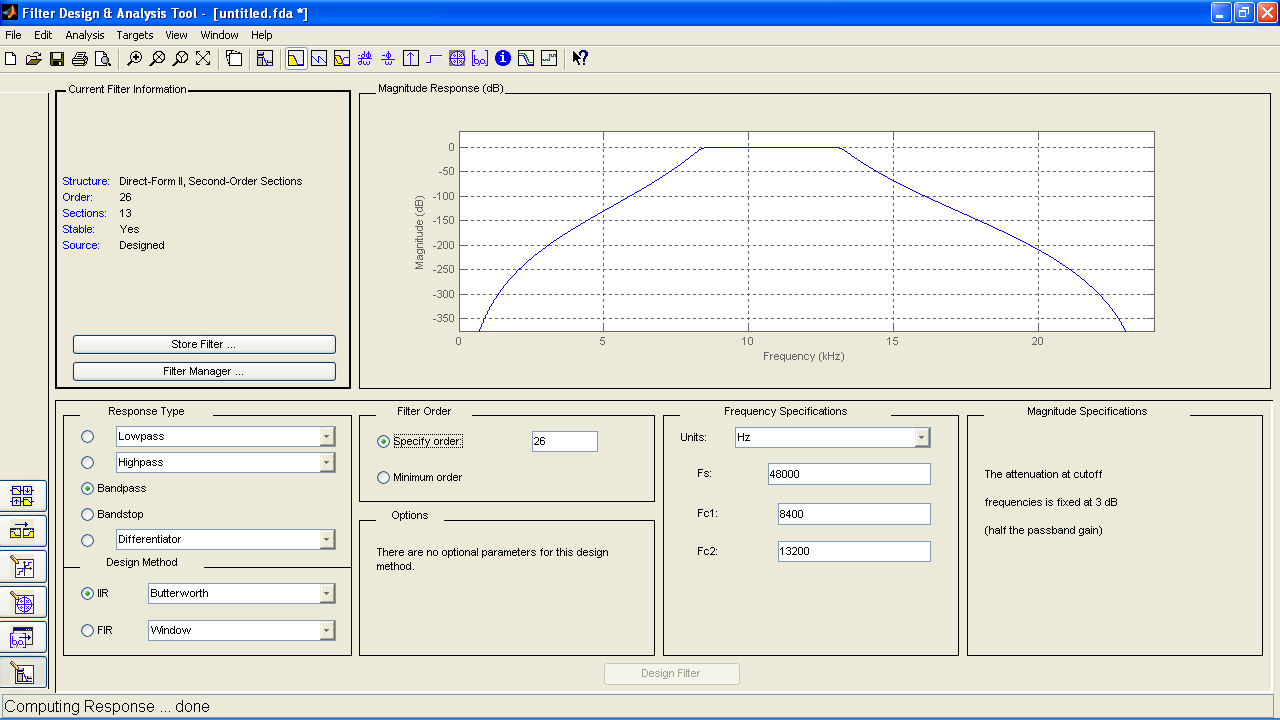 Filter Design & Analysis Tool - [untitled.fda *]
File Edit Analysis Targets View Window Help
Current Filter Information
Structure: Direct-Form II, Second-Order Sections
Order: 26
Sections: 13
Stable: Yes
Source: Designed
Store Filter ...
Filter Manager ...
Magnitude Response (dB)
Magnitude (dB)
0
-50
-100
-150
-200
-250
-300
-350
0 5 10 15 20
Frequency (kHz)
Response Type
Lowpass
Highpass
Bandpass
Bandstop
Differentiator
Design Method
IIR Butterworth
FIR Window
Filter Order
Specify order: 26
Minimum order
Options
There are no optional parameters for this design
method.
Frequency Specifications
Units: Hz
Fs: 48000
Fc1: 8400
Fc2: 13200
Magnitude Specifications
The attenuation at cutoff
frequencies is fixed at 3 dB
(half the passband gain)
Design Filter
Computing Response ... done